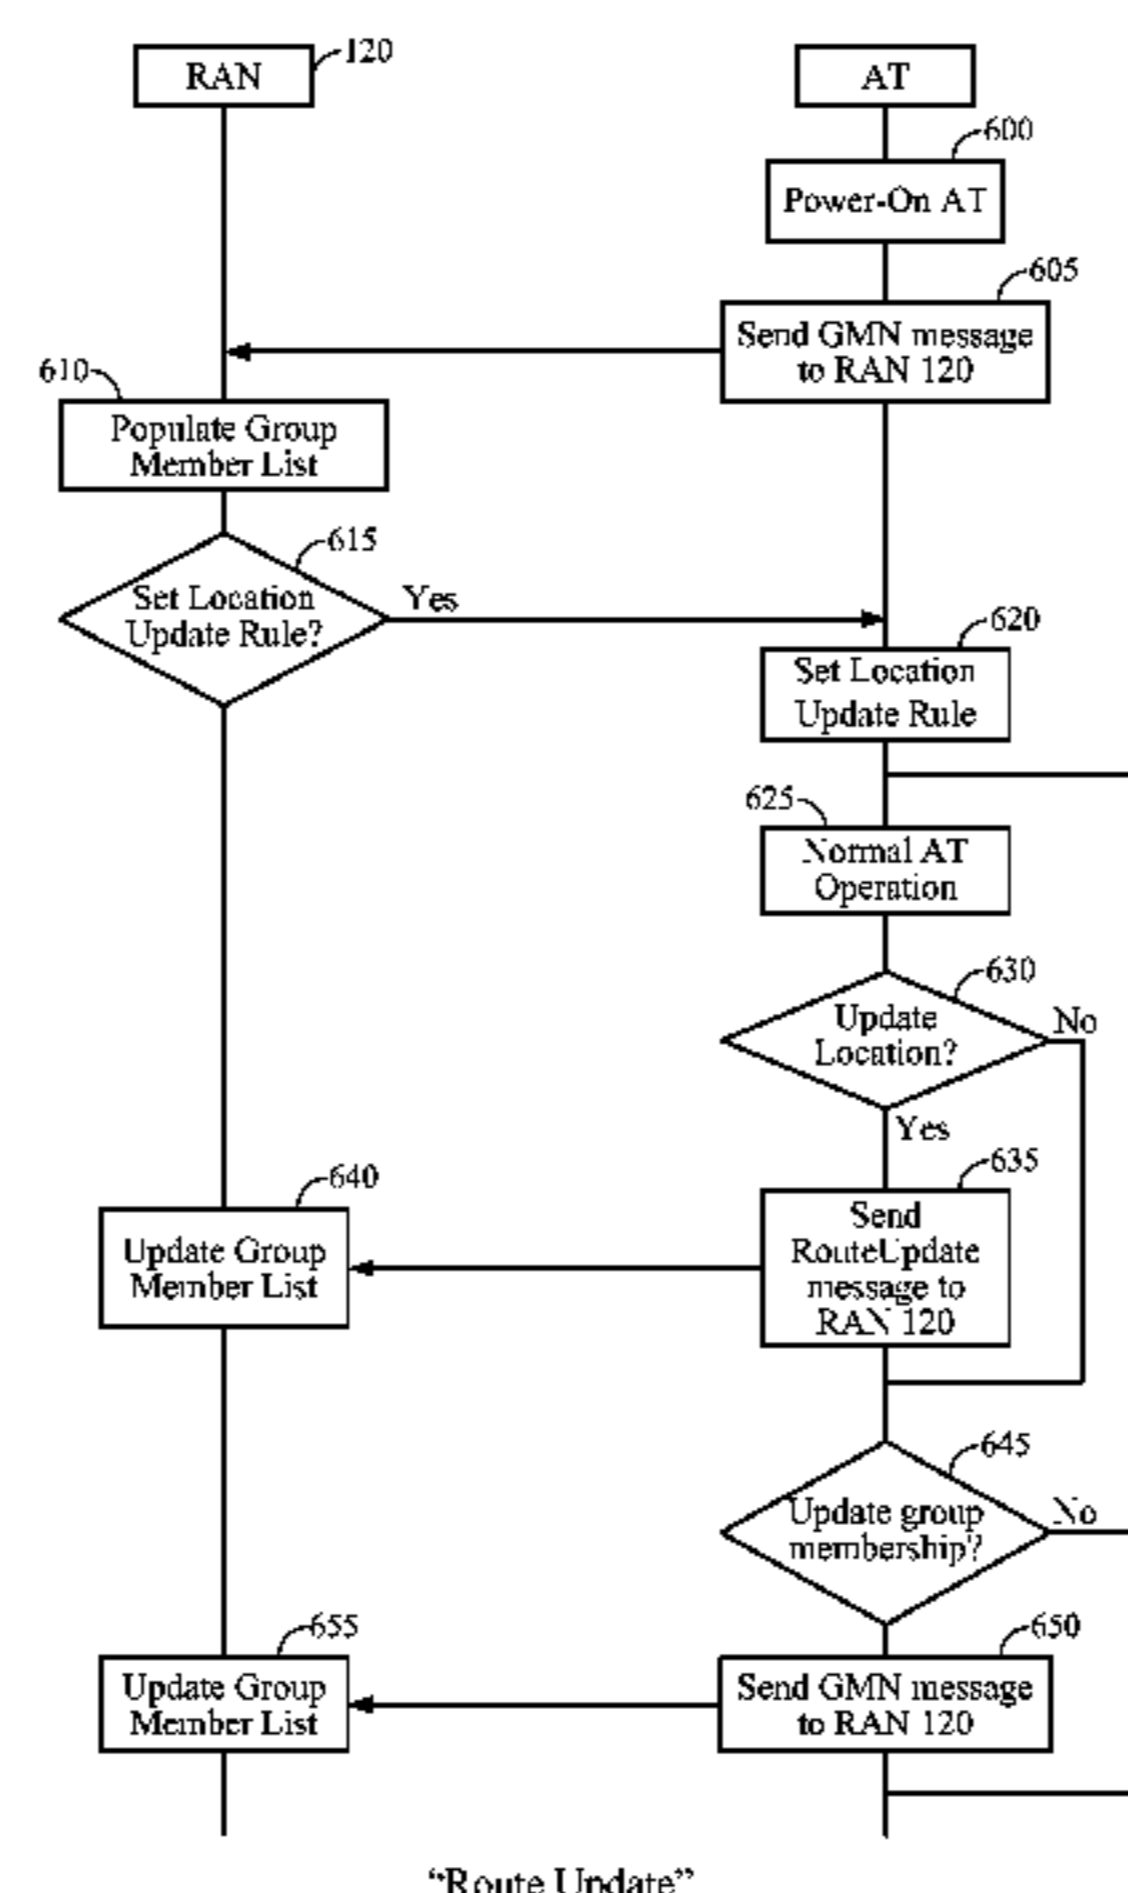 RAN
120
AT
600
Power-On AT
605
Send GMN message
to RAN 120
610
Populate Group
Member List
615
Set Location
Update Rule?
Yes
620
Set Location
Update Rule
625
Normal AT
Operation
630
Update
Location?
No
Yes
635
Send
RouteUpdate
message to
RAN 120
640
Update Group
Member List
645
Update group
membership?
No
650
Send GMN message
to RAN 120
655
Update Group
Member List
“Route Update”